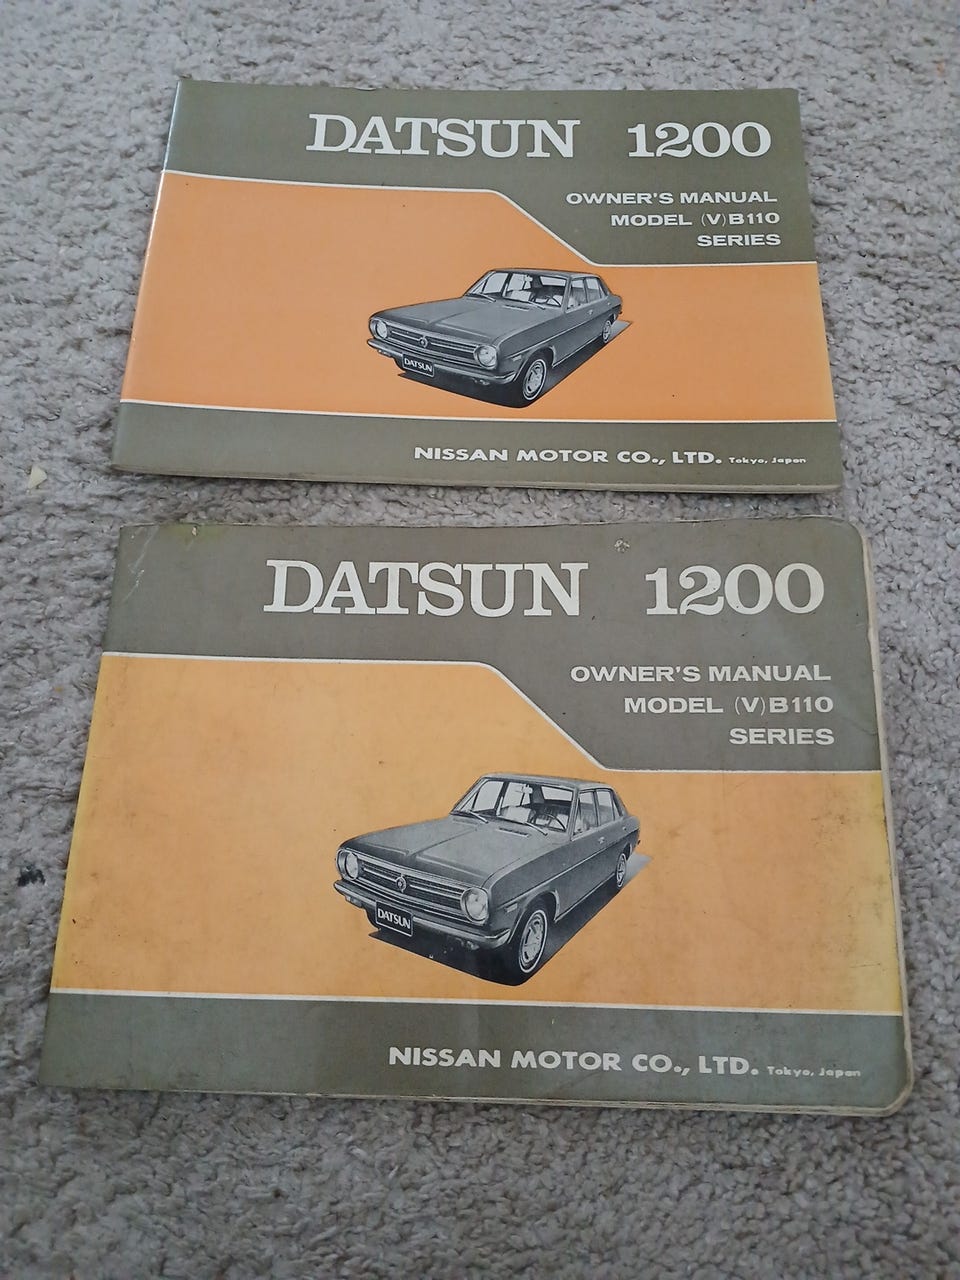 DATSUN 1200
OWNER'S MANUAL
MODEL (V)B110
SERIES
DATSUN
NISSAN MOTOR CO., LTD. Tokyo, Japan
DATSUN 1200
OWNER'S MANUAL
MODEL (V)B110
SERIES
DATSUN
NISSAN MOTOR CO., LTD. Tokyo, Japan